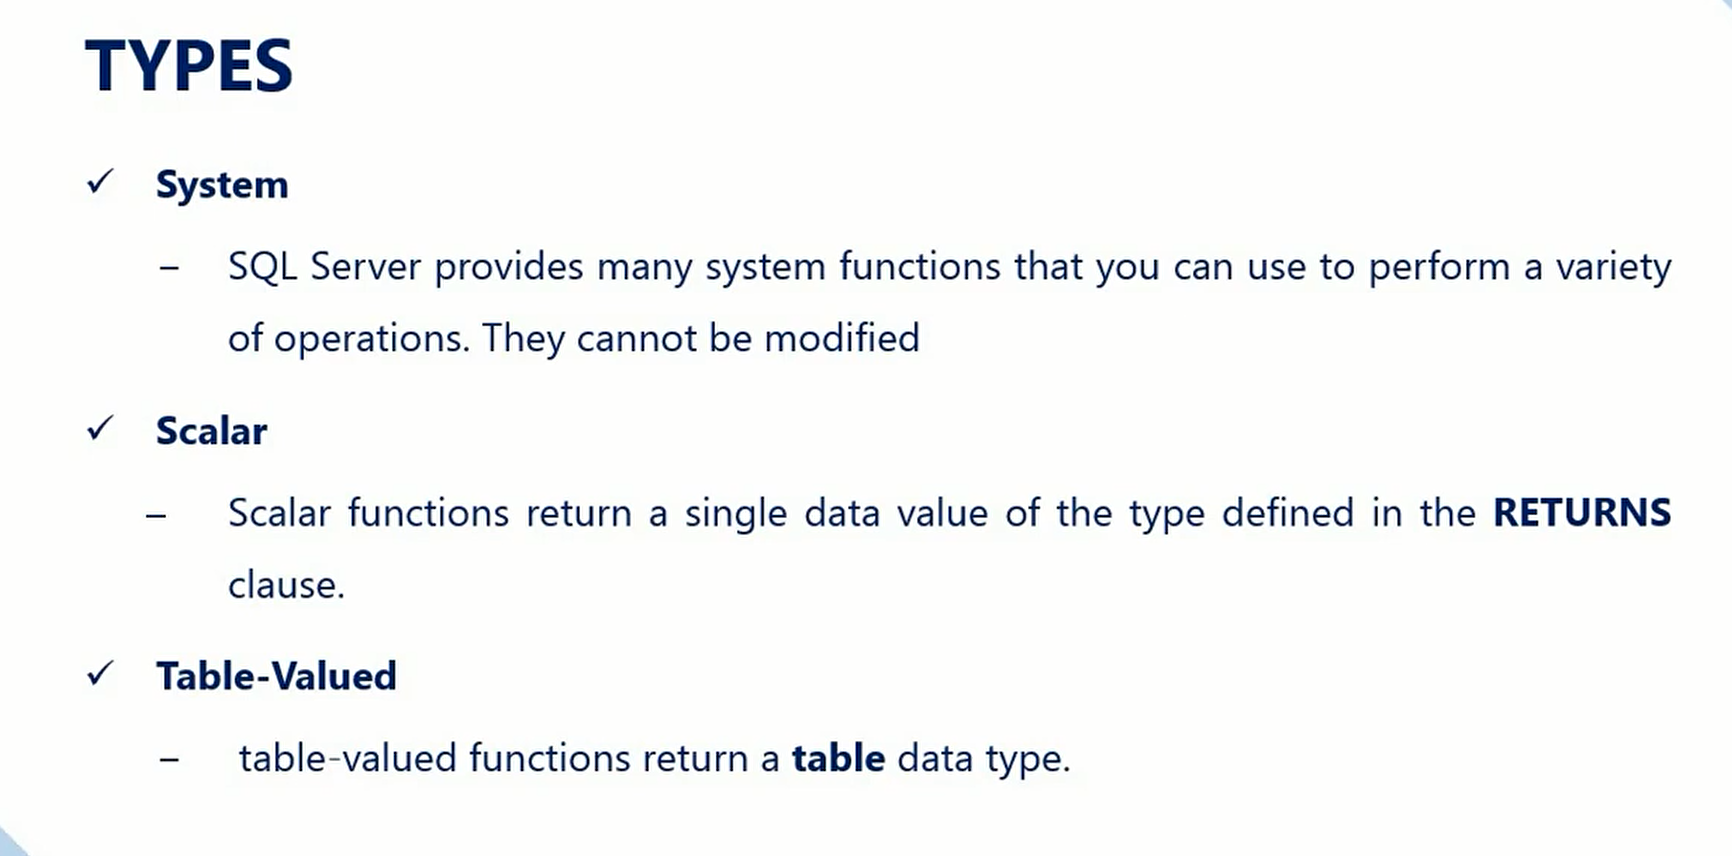 TYPES
✓ System
– SQL Server provides many system functions that you can use to perform a variety
of operations. They cannot be modified
✓ Scalar
– Scalar functions return a single data value of the type defined in the RETURNS
clause.
✓ Table-Valued
– table-valued functions return a table data type.